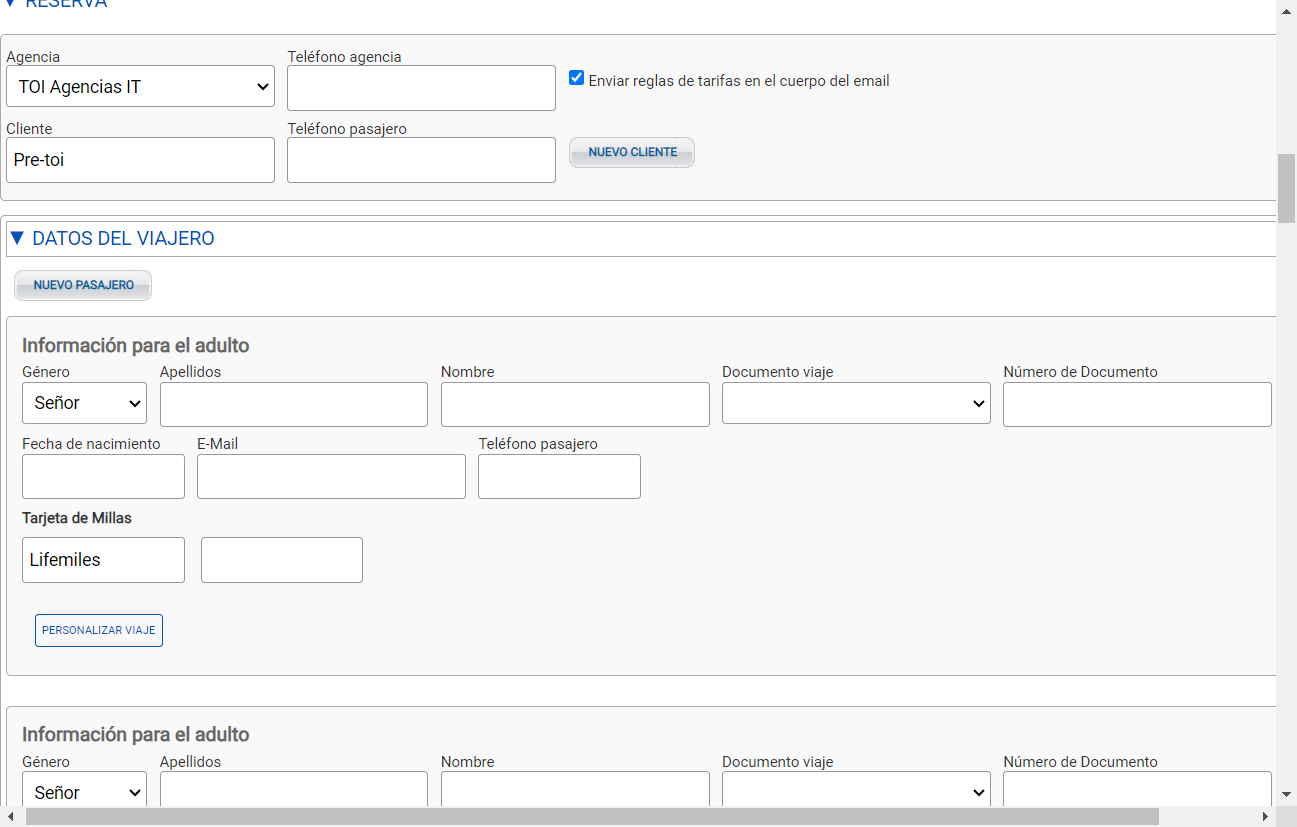 RESERVA
Agencia Teléfono agencia
TOI Agencias IT
Enviar reglas de tarifas en el cuerpo del email
Cliente Teléfono pasajero
Pre-toi
NUEVO CLIENTE
DATOS DEL VIAJERO
NUEVO PASAJERO
Información para el adulto
Género Apellidos Nombre Documento viaje Número de Documento
Señor
Fecha de nacimiento E-Mail Teléfono pasajero
Tarjeta de Millas
Lifemiles
PERSONALIZAR VIAJE
Información para el adulto
Género Apellidos Nombre Documento viaje Número de Documento
Señor